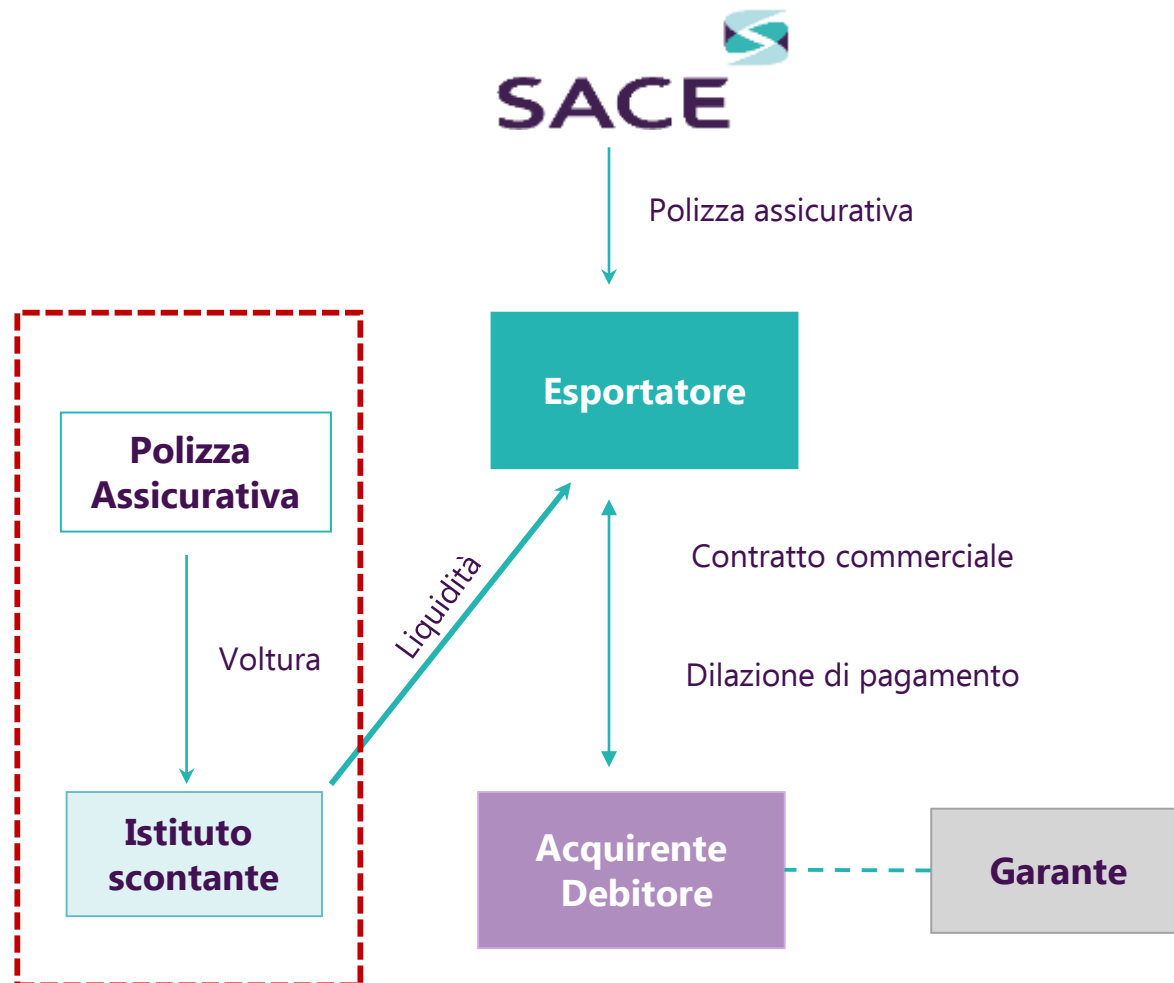 SACE
Polizza assicurativa
Esportatore
Polizza
Assicurativa
Contratto commerciale
Liquidità
Voltura
Dilazione di pagamento
Istituto
scontante
Acquirente
Debitore
Garante